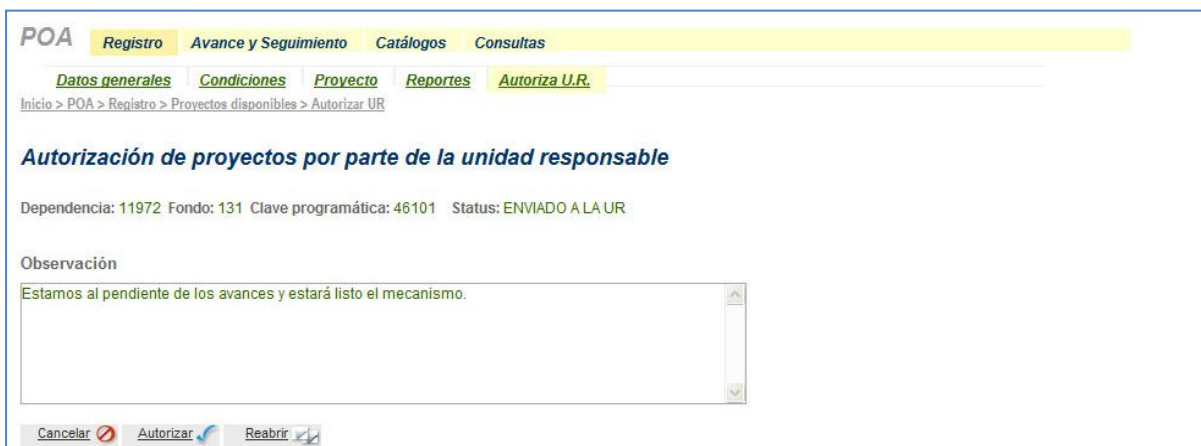 POA Registro Avance y Seguimiento Catálogos Consultas
Datos generales Condiciones Proyecto Reportes Autoriza U.R.
Inicio > POA > Registro > Proyectos disponibles > Autorizar UR
Autorización de proyectos por parte de la unidad responsable
Dependencia: 11972 Fondo: 131 Clave programática: 46101 Status: ENVIADO A LA UR
Observación
Estamos al pendiente de los avances y estará listo el mecanismo.
Cancelar Autorizar Reabrir